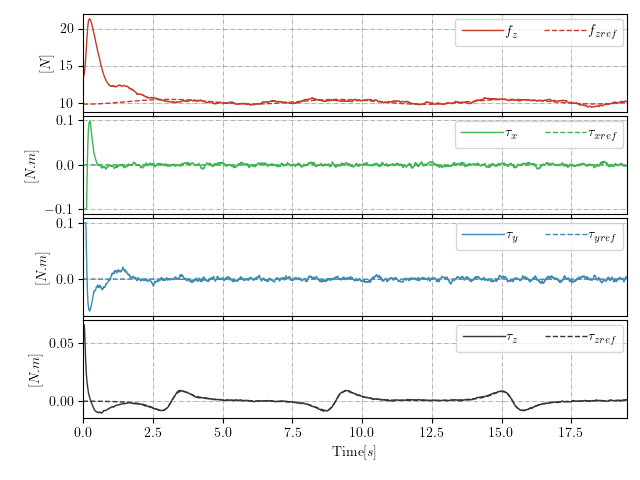 [N]
20
15
10
f_z f_zref
[N.m]
0.1
0.0
−0.1
τ_x τ_xref
[N.m]
0.1
0.0
τ_y τ_yref
[N.m]
0.05
0.00
τ_z τ_zref
0.0 2.5 5.0 7.5 10.0 12.5 15.0 17.5
Time[s]